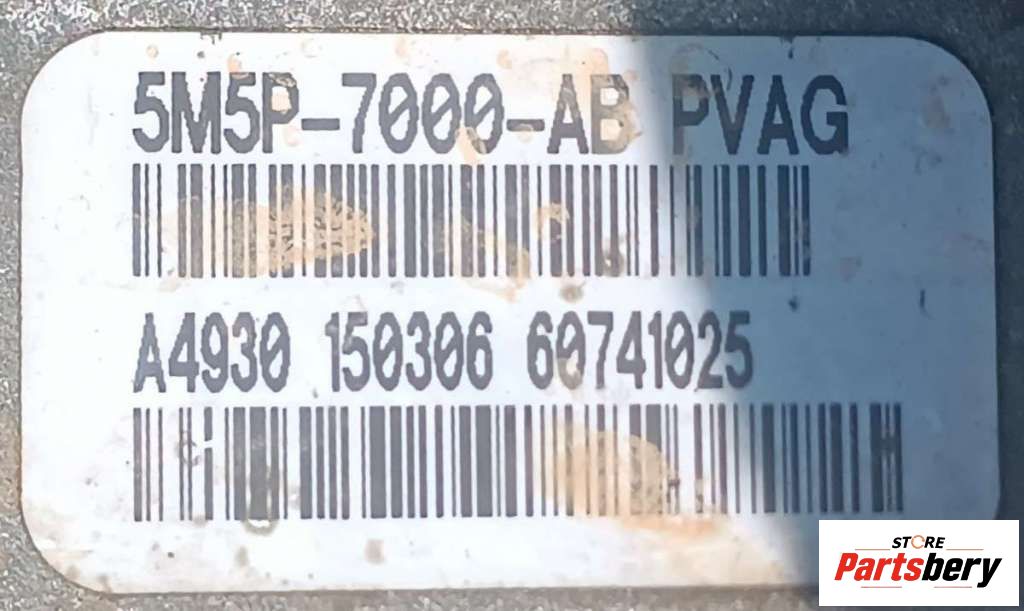 5M5P-7000-AB PVAG
A4930 150306 60741025
STORE
Partsbery